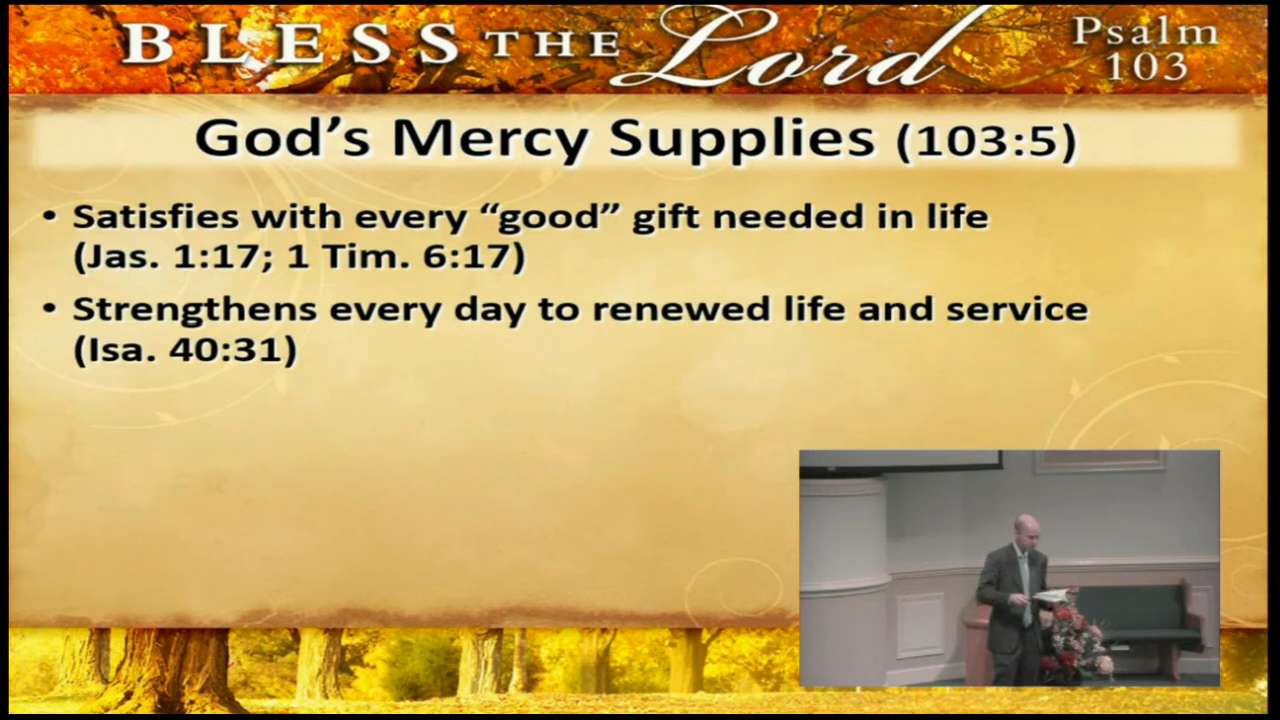 BLESS THE Lord
Psalm
103
God's Mercy Supplies (103:5)
• Satisfies with every “good” gift needed in life
(Jas. 1:17; 1 Tim. 6:17)
• Strengthens every day to renewed life and service
(Isa. 40:31)